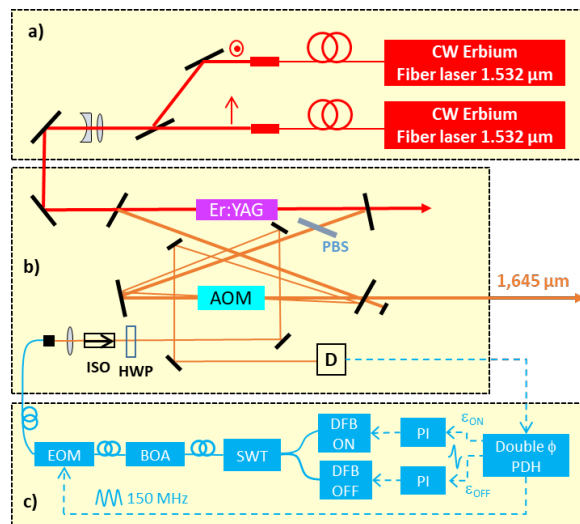 a)
CW Erbium
Fiber laser 1.532 µm
CW Erbium
Fiber laser 1.532 µm
Er:YAG
PBS
b)
1,645 µm
AOM
ISO
HWP
D
DFB
ON
PI
εON
EOM
BOA
SWT
Double ϕ
PDH
DFB
OFF
PI
εOFF
c)
150 MHz